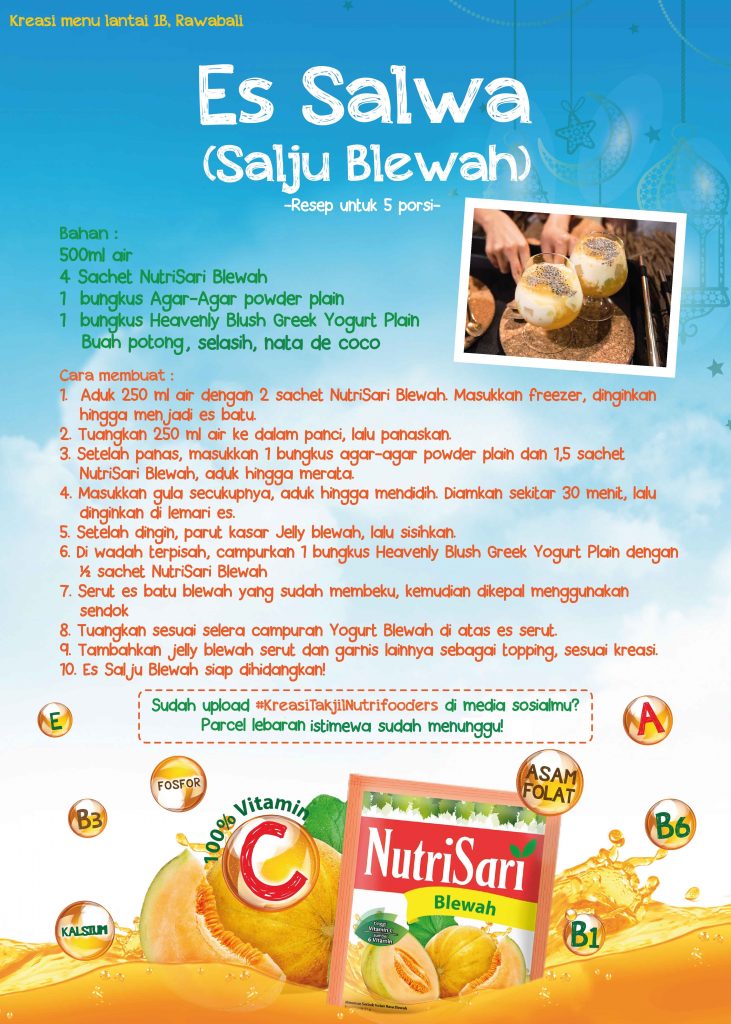 Kreasi menu lantai 1B, Rawabali
Es Salwa
(Salju Blewah)
-Resep untuk 5 porsi-
Bahan :
500ml air
4 Sachet NutriSari Blewah
1 bungkus Agar-Agar powder plain
1 bungkus Heavenly Blush Greek Yogurt Plain
Buah potong, selasih, nata de coco
Cara membuat :
1. Aduk 250 ml air dengan 2 sachet NutriSari Blewah. Masukkan freezer, dinginkan
hingga menjadi es batu.
2. Tuangkan 250 ml air ke dalam panci, lalu panaskan.
3. Setelah panas, masukkan 1 bungkus agar-agar powder plain dan 1,5 sachet
NutriSari Blewah, aduk hingga merata.
4. Masukkan gula secukupnya, aduk hingga mendidih. Diamkan sekitar 30 menit, lalu
dinginkan di lemari es.
5. Setelah dingin, parut kasar Jelly blewah, lalu sisihkan.
6. Di wadah terpisah, campurkan 1 bungkus Heavenly Blush Greek Yogurt Plain dengan
½ sachet NutriSari Blewah
7. Serut es batu blewah yang sudah membeku, kemudian dikepal menggunakan
sendok
8. Tuangkan sesuai selera campuran Yogurt Blewah di atas es serut.
9. Tambahkan jelly blewah serut dan garnis lainnya sebagai topping, sesuai kreasi.
10. Es Salju Blewah siap dihidangkan!
Sudah upload #KreasiTakjilNutrifooders di media sosialmu?
Parcel lebaran istimewa sudah menunggu!
E
A
FOSFOR
ASAM
FOLAT
B3
100% Vitamin
C
B6
NutriSari
Blewah
KALSIUM
B1
Vitamin C
6 Vitamin